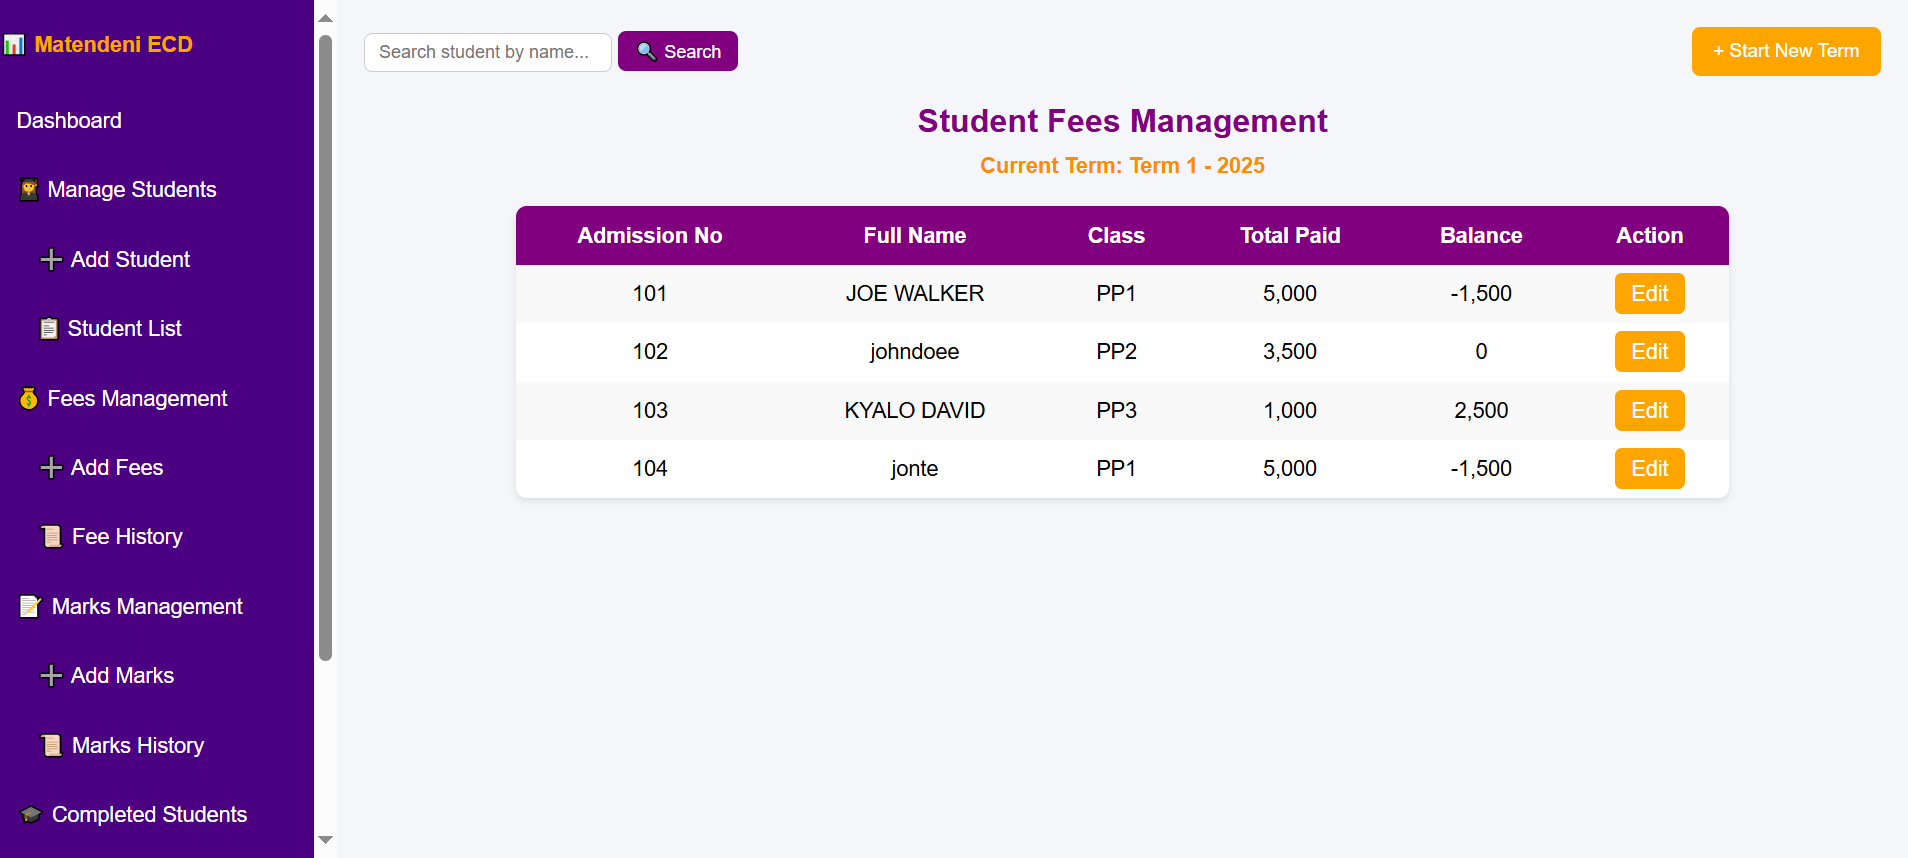 Matendeni ECD
Dashboard
Manage Students
Add Student
Student List
Fees Management
Add Fees
Fee History
Marks Management
Add Marks
Marks History
Completed Students
Search student by name... Search + Start New Term
Student Fees Management
Current Term: Term 1 - 2025
Admission No Full Name Class Total Paid Balance Action
101 JOE WALKER PP1 5,000 -1,500 Edit
102 johndoee PP2 3,500 0 Edit
103 KYALO DAVID PP3 1,000 2,500 Edit
104 jonte PP1 5,000 -1,500 Edit